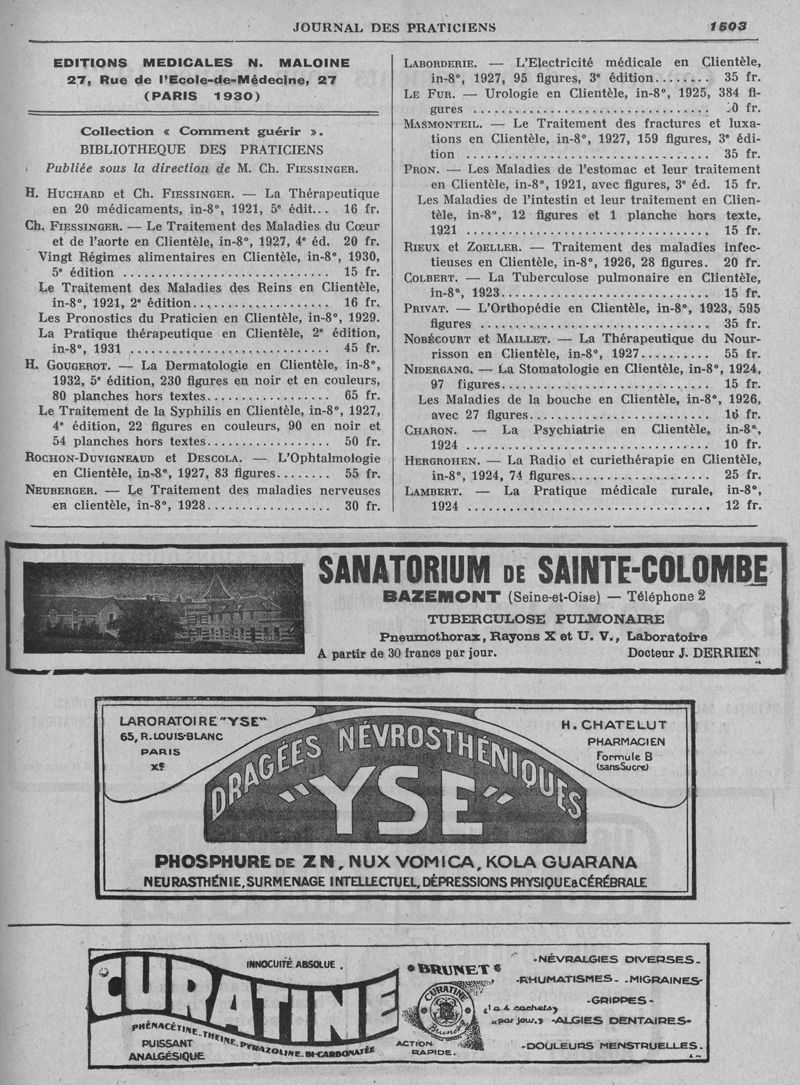 JOURNAL DES PRATICIENS 1503
EDITIONS MEDICALES N. MALOINE
27, Rue de l'Ecole-de-Médecine, 27
(PARIS 1930)
Collection « Comment guérir ».
BIBLIOTHEQUE DES PRATICIENS
Publiée sous la direction de M. Ch. FIESSINGER.
H. HUCHARD et Ch. FIESSINGER. — La Thérapeutique
en 20 médicaments, in-8°, 1921, 5e édit... 16 fr.
Ch. FIESSINGER. — Le Traitement des Maladies du Cœur
et de l'aorte en Clientèle, in-8°, 1927, 4e éd. 20 fr.
Vingt Régimes alimentaires en Clientèle, in-8°, 1930,
5e édition ........................ 15 fr.
Le Traitement des Maladies des Reins en Clientèle,
in-8°, 1921, 2e édition.................... 16 fr.
Les Pronostics du Praticien en Clientèle, in-8°, 1929.
La Pratique thérapeutique en Clientèle, 2e édition,
in-8°, 1931 ........................ 45 fr.
H. GOUGEROT. — La Dermatologie en Clientèle, in-8°,
1932, 5e édition, 230 figures en noir et en couleurs,
80 planches hors texte.................. 65 fr.
Le Traitement de la Syphilis en Clientèle, in-8°, 1927,
4e édition, 22 figures en couleurs, 90 en noir et
54 planches hors textes.................. 50 fr.
ROCHON-DUVIGNEAUD et DESCOLA. — L'Ophtalmologie
en Clientèle, in-8°, 1927, 83 figures........ 55 fr.
NEUBERGER. — Le Traitement des maladies nerveuses
en clientèle, in-8°, 1928.................. 30 fr.
LABORDERIE. — L'Electricité médicale en Clientèle,
in-8°, 1927, 95 figures, 3e édition........ 35 fr.
LE FUR. — Urologie en Clientèle, in-8°, 1925, 384 fi-
gures .................................. 0 fr.
MASMONTEIL. — Le Traitement des fractures et luxa-
tions en Clientèle, in-8°, 1927, 159 figures, 3e édi-
tion .................................. 35 fr.
PRON. — Les Maladies de l'estomac et leur traitement
en Clientèle, in-8°, 1921, avec figures, 3e éd. 15 fr.
Les Maladies de l'intestin et leur traitement en Clien-
tèle, in-8°, 12 figures et 1 planche hors texte,
1921 .................................. 15 fr.
RIEUX et ZOELLER. — Traitement des maladies infec-
tieuses en Clientèle, in-8°, 1926, 28 figures. 20 fr.
COLBERT. — La Tuberculose pulmonaire en Clientèle,
in-8°, 1923.............................. 15 fr.
PRIVAT. — L'Orthopédie en Clientèle, in-8°, 1923, 595
figures ................................ 35 fr.
NOBÉCOURT et MAILLET. — La Thérapeutique du Nour-
risson en Clientèle, in-8°, 1927.......... 55 fr.
NIDERGANG. — La Stomatologie en Clientèle, in-8°, 1924,
97 figures.............................. 15 fr.
Les Maladies de la bouche en Clientèle, in-8°, 1926,
avec 27 figures.......................... 16 fr.
CHARON. — La Psychiatrie en Clientèle, in-8°,
1924 .................................. 10 fr.
HERGROHEN. — La Radio et curiethérapie en Clientèle,
in-8°, 1924, 74 figures.................... 25 fr.
LAMBERT. — La Pratique médicale rurale, in-8°,
1924 .................................. 12 fr.
SANATORIUM DE SAINTE-COLOMBE
BAZEMONT (Seine-et-Oise) — Téléphone 2
TUBERCULOSE PULMONAIRE
Pneumothorax, Rayons X et U. V., Laboratoire
A partir de 30 francs par jour. Docteur J. DERRIEN
LARORATOIRE "YSE"
65, R. LOUIS-BLANC
PARIS
Xe
H. CHATELUT
PHARMACIEN
Formule B
(sans Sucre)
DRAGÉES NÉVROSTHÉNIQUES
"YSE"
PHOSPHURE DE ZN, NUX VOMICA, KOLA GUARANA
NEURASTHÉNIE, SURMENAGE INTELLECTUEL, DÉPRESSIONS PHYSIQUE & CÉRÉBRALE
INNOCUITÉ ABSOLUE.
CURATINE
PHÉNACÉTINE-THEINE-PYRAZOLINE-BI-CARBONATÉE
PUISSANT
ANALGÉSIQUE
"BRUNET"
CURATINE
B
Brunet
ACTION
RAPIDE.
"1 a 4 cachets,
"par jour."
-NÉVRALGIES DIVERSES-
-RHUMATISMES- -MIGRAINES-
-GRIPPES-
-ALGIES DENTAIRES-
-DOULEURS MENSTRUELLES.